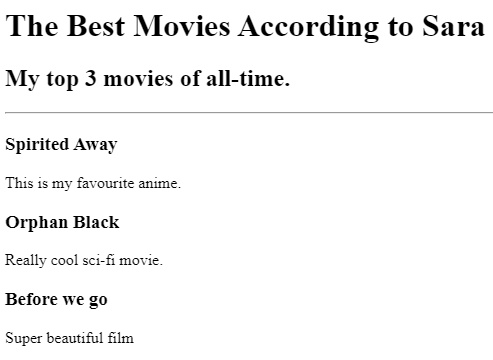 The Best Movies According to Sara
My top 3 movies of all-time.
Spirited Away
This is my favourite anime.
Orphan Black
Really cool sci-fi movie.
Before we go
Super beautiful film